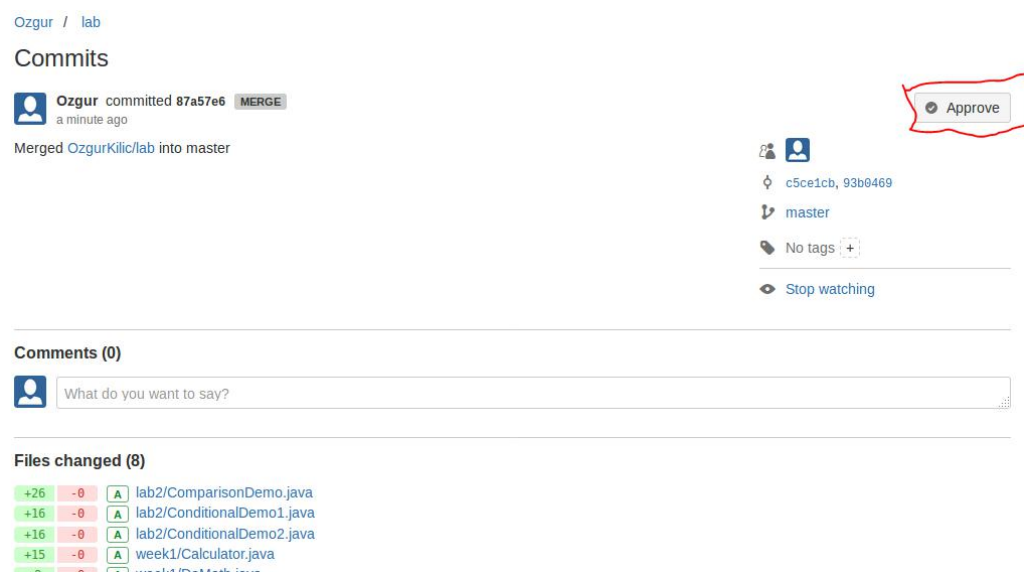 Ozgur / lab
Commits
Ozgur committed 87a57e6 MERGE
a minute ago
Approve
Merged OzgurKilic/lab into master
c5ce1cb, 93b0469
master
No tags +
Stop watching
Comments (0)
What do you want to say?
Files changed (8)
+26 -0 A lab2/ComparisonDemo.java
+16 -0 A lab2/ConditionalDemo1.java
+16 -0 A lab2/ConditionalDemo2.java
+15 -0 A week1/Calculator.java